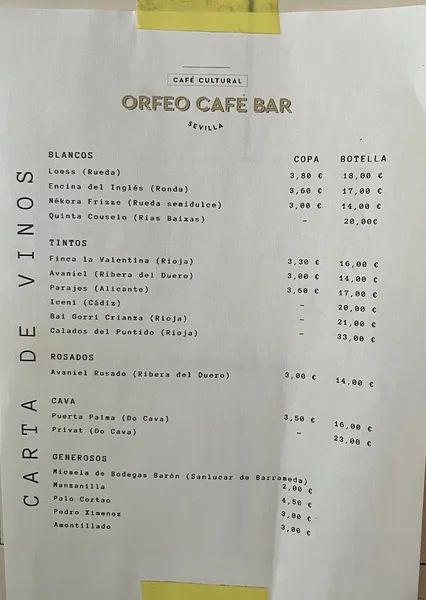 CAFÉ CULTURAL
ORFEO CAFÉ BAR
SEVILLA
CARTA DE VINOS
BLANCOS COPA BOTELLA
Loess (Rueda) 3,80 € 18,00 €
Encina del Inglés (Ronda) 3,60 € 17,00 €
Nékora Frizze (Rueda semidulce) 3,00 € 14,00 €
Quinta Couselo (Rias Baixas) – 20,00€
TINTOS
Finca la Valentina (Rioja) 3,30 € 16,00 €
Avaniel (Ribera del Duero) 3,00 € 14,00 €
Parajes (Alicante) 3,60 € 17,00 €
Iceni (Cádiz) – 20,00 €
Bai Gorri Crianza (Rioja) – 21,00 €
Calados del Puntido (Rioja) – 33,00 €
ROSADOS
Avaniel Rosado (Ribera del Duero) 3,00 € 14,00 €
CAVA
Puerta Palma (Do Cava) 3,50 € 16,00 €
Privat (Do Cava) – 23,00 €
GENEROSOS
Micaela de Bodegas Barón (Sanlucar de Barrameda)
Manzanilla 2,00 €
Palo Cortao 4,50 €
Pedro Ximenez 3,00 €
Amontillado 3,00 €